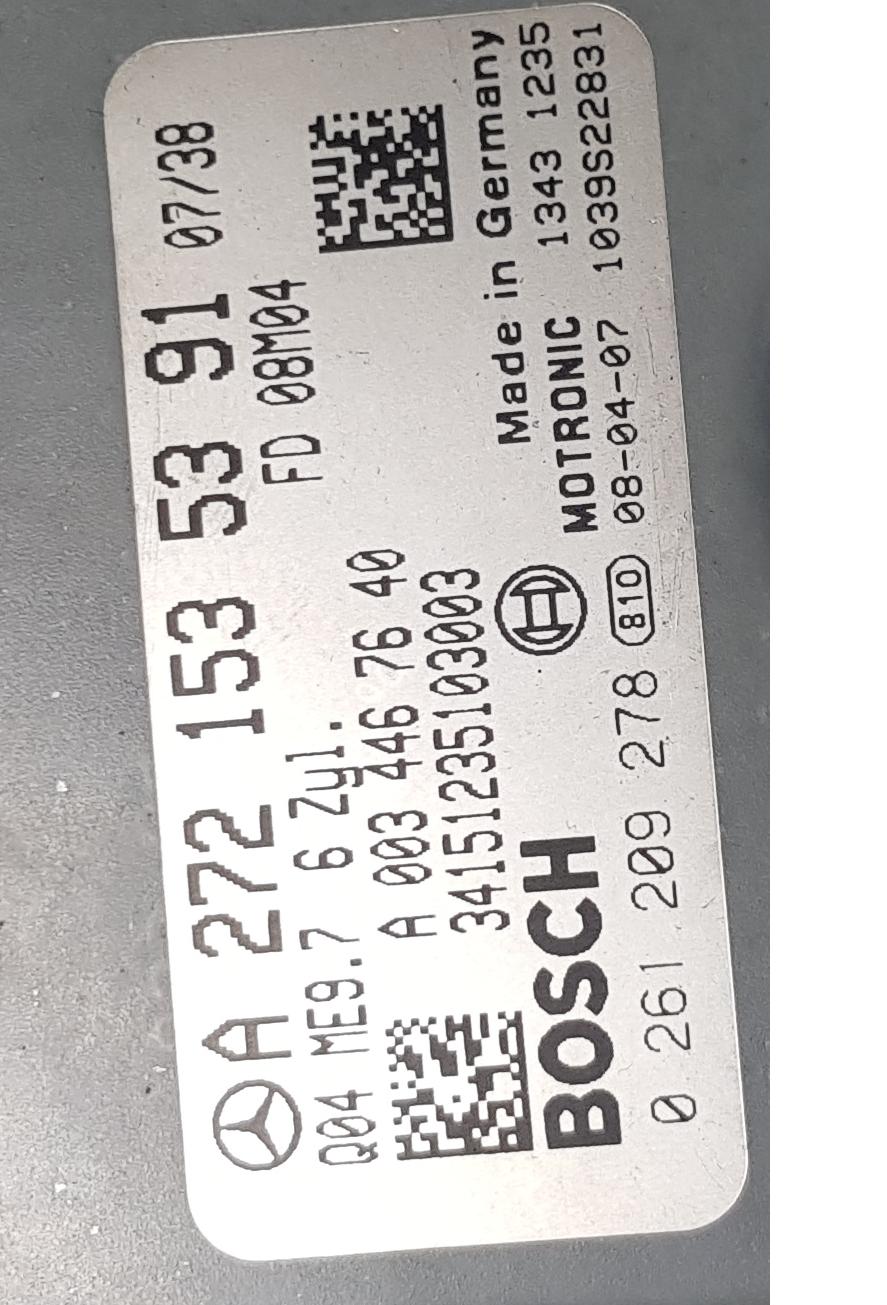 A 272 153 53 91 07/38
Q04 ME9.7 6 Zyl. FD 08M04
A 003 446 76 40
34151235103003
Made in Germany
BOSCH MOTRONIC 1343 1235
0 261 209 278 810 08-04-07 1039S22831